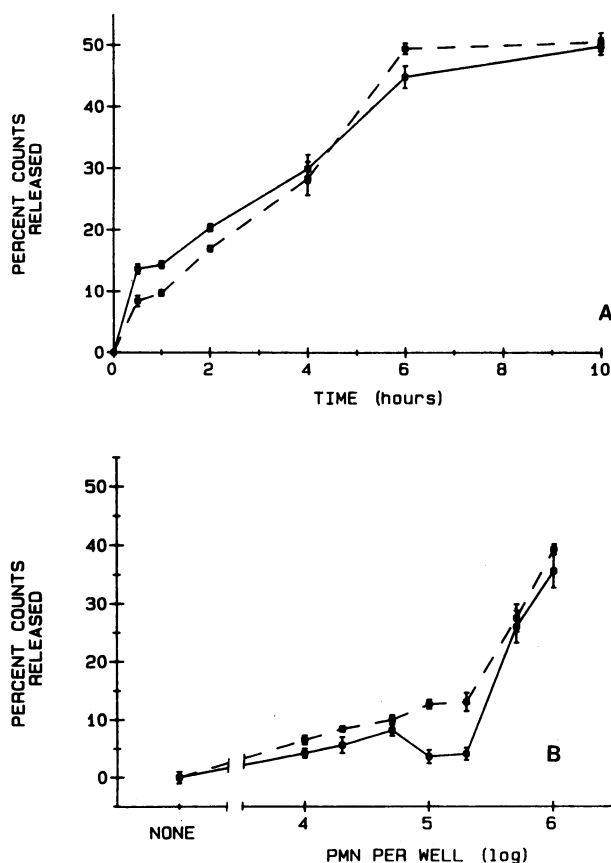 50
40
30
20
10
0
PERCENT COUNTS
RELEASED
A
0 2 4 6 8 10
TIME (hours)
50
40
30
20
10
0
PERCENT COUNTS
RELEASED
B
NONE 4 5 6
PMN PER WELL (log)